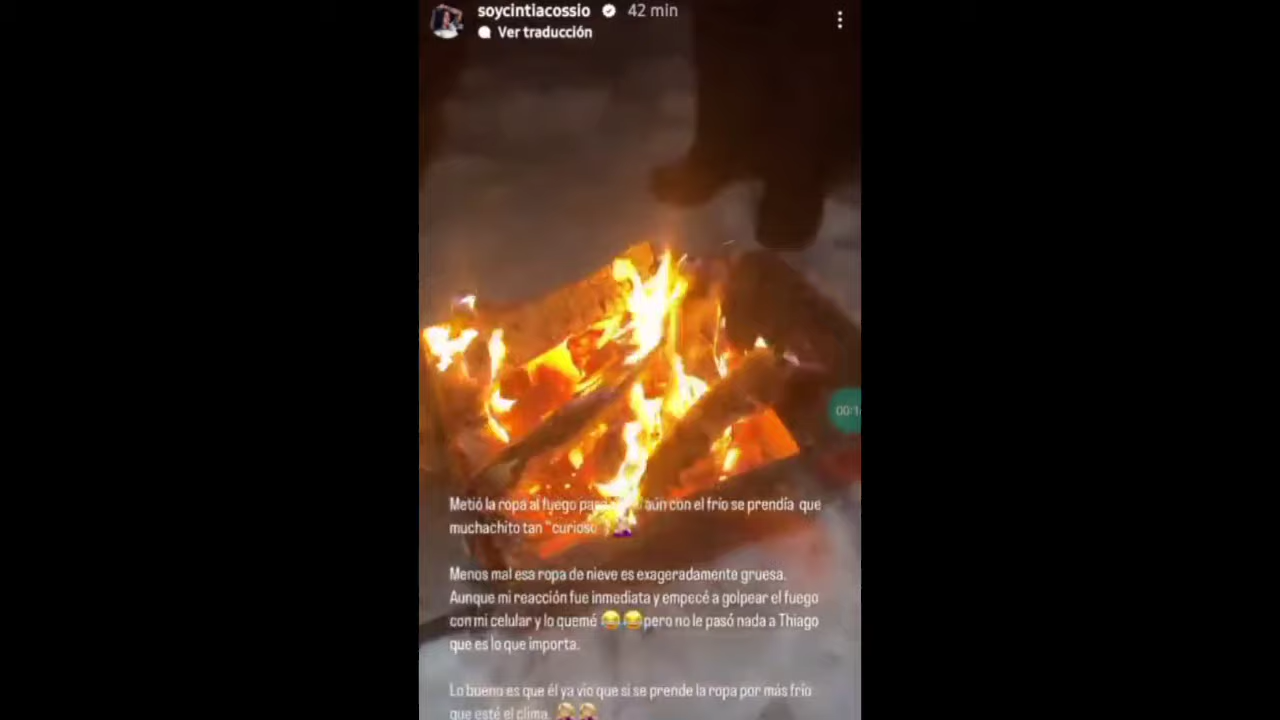 soycintiacossio 42 min
Ver traducción
00:1
Metió la ropa al fuego para aún con el frío se prendía que
muchachito tan "curioso"
Menos mal esa ropa de nieve es exageradamente gruesa.
Aunque mi reacción fue inmediata y empecé a golpear el fuego
con mi celular y lo quemé 😂😂pero no le pasó nada a Thiago
que es lo que importa.
Lo bueno es que él ya vio que si se prende la ropa por más frío
que esté el clima.